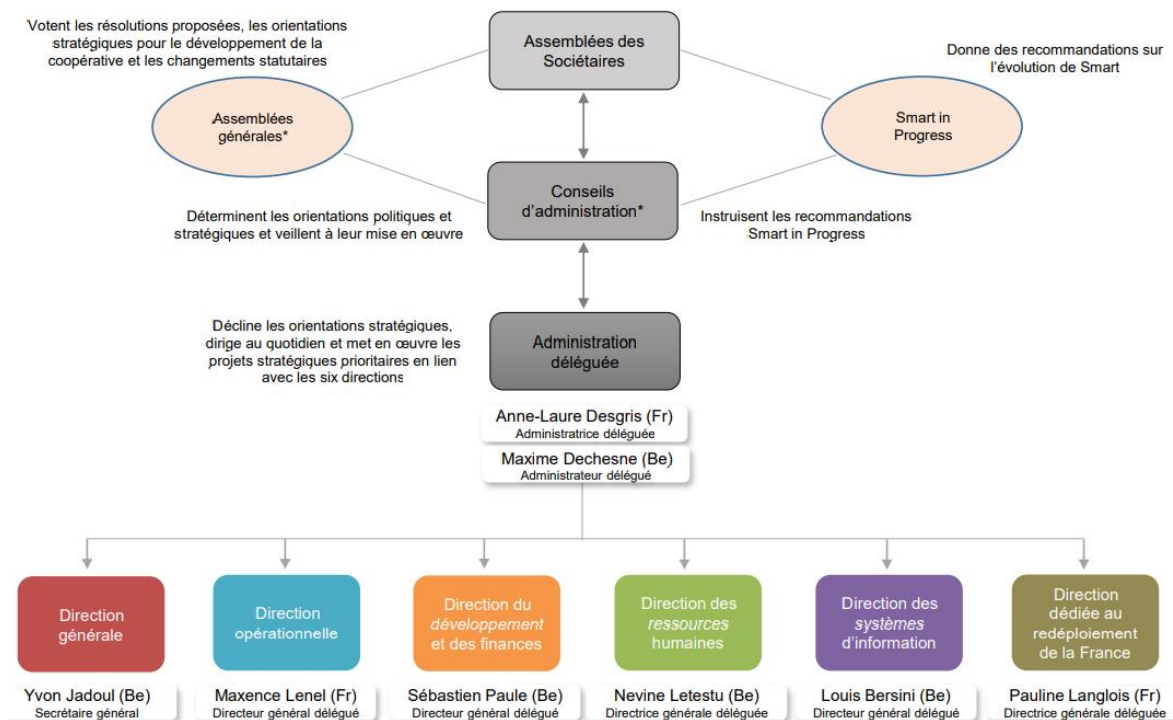 Votent les résolutions proposées, les orientations
stratégiques pour le développement de la
coopérative et les changements statutaires
Assemblées des
Sociétaires
Donne des recommandations sur
l'évolution de Smart
Assemblées
générales*
Smart in
Progress
Conseils
d'administration*
Déterminent les orientations politiques et
stratégiques et veillent à leur mise en œuvre
Instruisent les recommandations
Smart in Progress
Décline les orientations stratégiques,
dirige au quotidien et met en œuvre les
projets stratégiques prioritaires en lien
avec les six directions
Administration
déléguée
Anne-Laure Desgris (Fr)
Administratrice déléguée
Maxime Dechesne (Be)
Administrateur délégué
Direction
générale
Direction
opérationnelle
Direction du
développement
et des finances
Direction des
ressources
humaines
Direction des
systèmes
d'information
Direction
dédiée au
redéploiement
de la France
Yvon Jadoul (Be)
Secrétaire général
Maxence Lenel (Fr)
Directeur général délégué
Sébastien Paule (Be)
Directeur général délégué
Nevine Letestu (Be)
Directrice générale déléguée
Louis Bersini (Be)
Directeur général délégué
Pauline Langlois (Fr)
Directrice générale déléguée